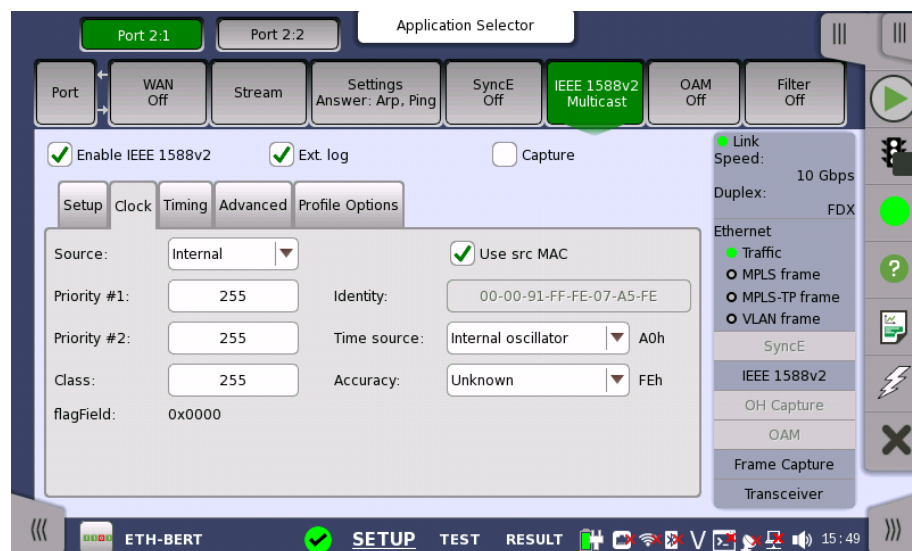 Application Selector
Port 2:1
Port 2:2
Port
WAN
Off
Stream
Settings
Answer: Arp, Ping
SyncE
Off
IEEE 1588v2
Multicast
OAM
Off
Filter
Off
Enable IEEE 1588v2
Ext. log
Capture
Setup
Clock
Timing
Advanced
Profile Options
Source:
Internal
Use src MAC
Priority #1:
255
Identity:
00-00-91-FF-FE-07-A5-FE
Priority #2:
255
Time source:
Internal oscillator
A0h
Class:
255
Accuracy:
Unknown
FEh
flagField:
0x0000
Link
Speed:
10 Gbps
Duplex:
FDX
Ethernet
Traffic
MPLS frame
MPLS-TP frame
VLAN frame
SyncE
IEEE 1588v2
OH Capture
OAM
Frame Capture
Transceiver
ETH-BERT
SETUP
TEST
RESULT
15:49